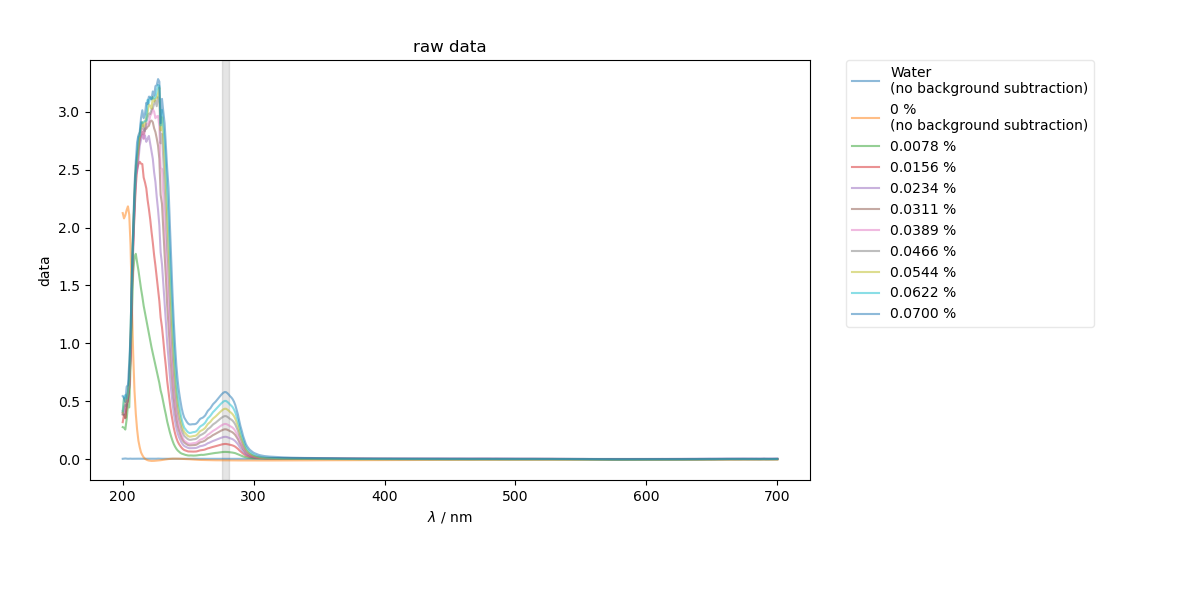 raw data
data
3.0
2.5
2.0
1.5
1.0
0.5
0.0
200 300 400 500 600 700
λ / nm
Water
(no background subtraction)
0 %
(no background subtraction)
0.0078 %
0.0156 %
0.0234 %
0.0311 %
0.0389 %
0.0466 %
0.0544 %
0.0622 %
0.0700 %